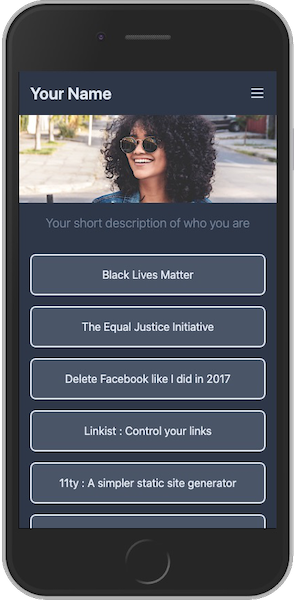 Your Name
Your short description of who you are
Black Lives Matter
The Equal Justice Initiative
Delete Facebook like I did in 2017
Linkist : Control your links
11ty : A simpler static site generator